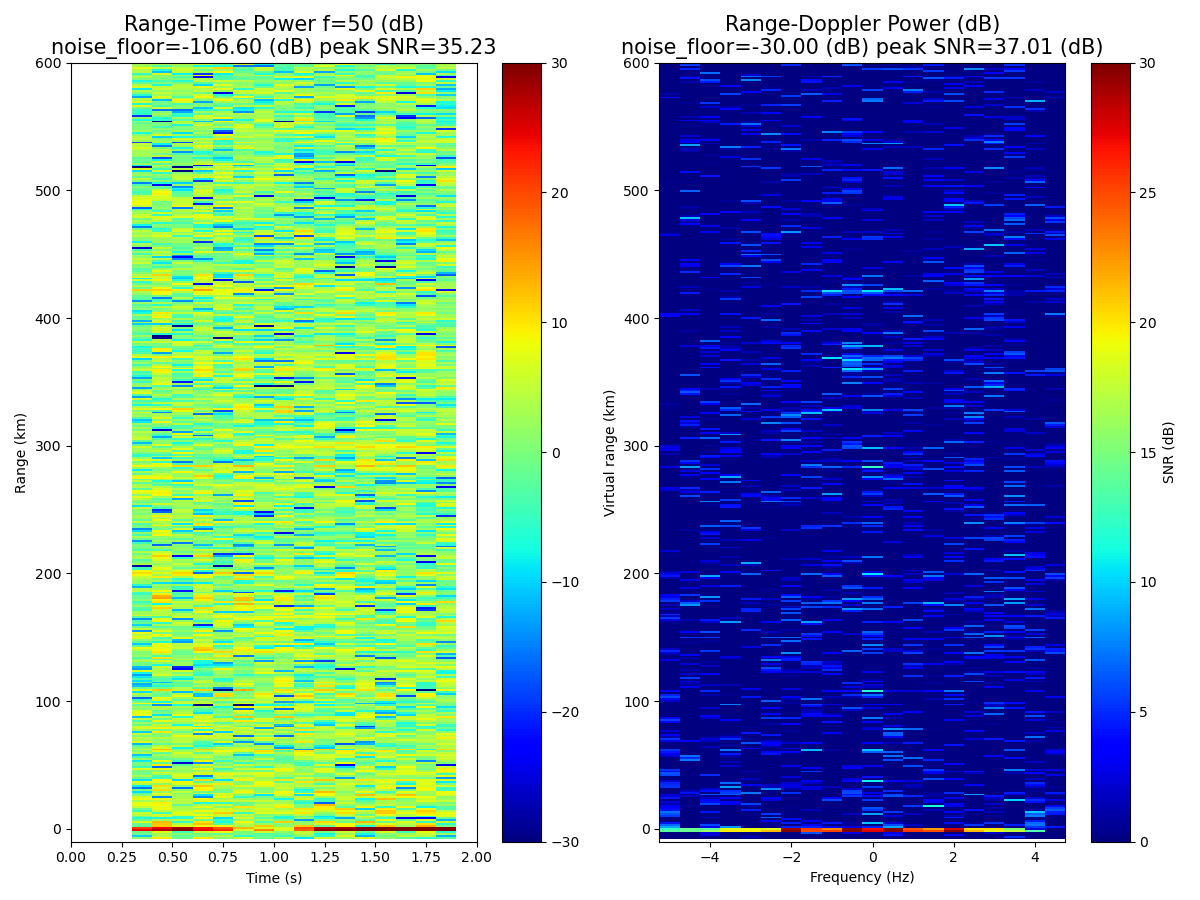 Range-Time Power f=50 (dB)
noise_floor=-106.60 (dB) peak SNR=35.23
600
500
400
300
200
100
0
Range (km)
0.00 0.25 0.50 0.75 1.00 1.25 1.50 1.75 2.00
Time (s)
30
20
10
0
−10
−20
−30
Range-Doppler Power (dB)
noise_floor=-30.00 (dB) peak SNR=37.01 (dB)
600
500
400
300
200
100
0
Virtual range (km)
−4 −2 0 2 4
Frequency (Hz)
30
25
20
15
10
5
0
SNR (dB)